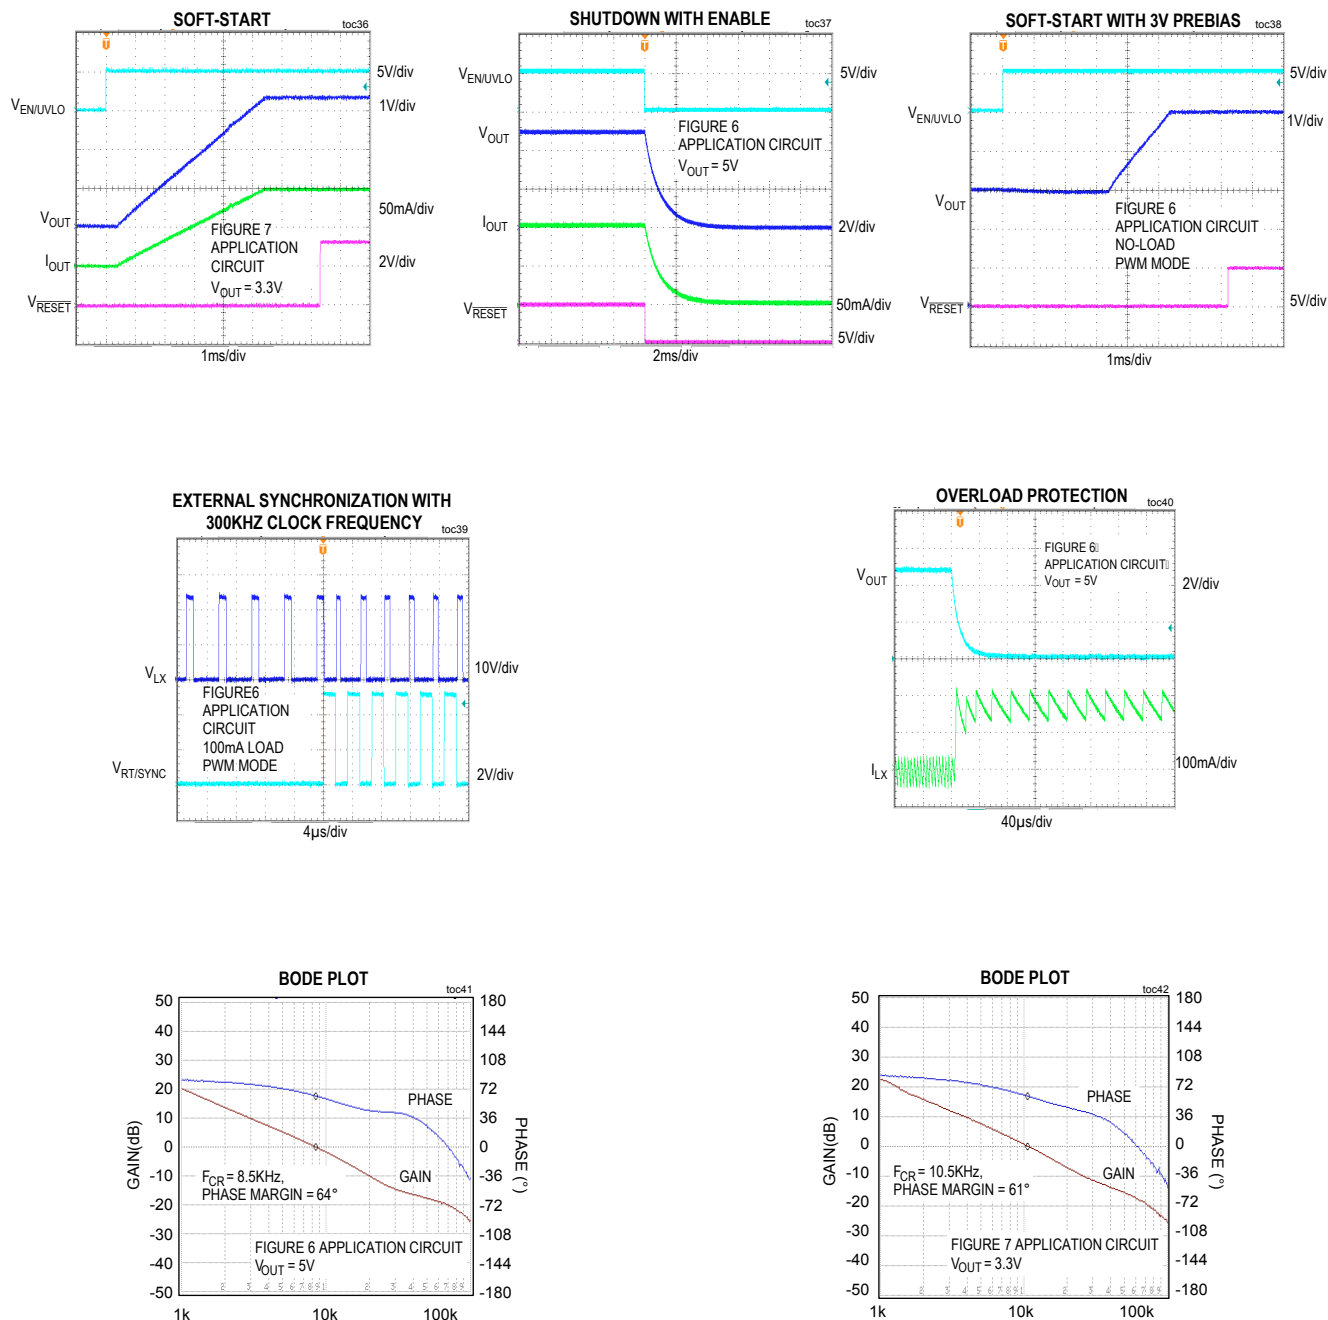 SOFT-START
toc36
T
VEN/UVLO
5V/div
1V/div
VOUT
IOUT
50mA/div
FIGURE 7
APPLICATION
CIRCUIT
VOUT = 3.3V
2V/div
VRESET
1ms/div
SHUTDOWN WITH ENABLE
toc37
T
VEN/UVLO
5V/div
VOUT
FIGURE 6
APPLICATION CIRCUIT
VOUT = 5V
IOUT
2V/div
VRESET
50mA/div
5V/div
2ms/div
SOFT-START WITH 3V PREBIAS
toc38
T
VEN/UVLO
5V/div
1V/div
VOUT
FIGURE 6
APPLICATION CIRCUIT
NO-LOAD
PWM MODE
VRESET
5V/div
1ms/div
EXTERNAL SYNCHRONIZATION WITH
300KHZ CLOCK FREQUENCY
toc39
T
VLX
10V/div
FIGURE6
APPLICATION
CIRCUIT
100mA LOAD
PWM MODE
VRT/SYNC
2V/div
4µs/div
OVERLOAD PROTECTION
toc40
T
FIGURE 6
APPLICATION CIRCUIT
VOUT = 5V
VOUT
2V/div
ILX
100mA/div
40µs/div
BODE PLOT
toc41
50
40
30
20
10
0
-10
-20
-30
-40
-50
GAIN(dB)
180
144
108
72
36
0
-36
-72
-108
-144
-180
PHASE (°)
PHASE
GAIN
FCR = 8.5KHz,
PHASE MARGIN = 64°
FIGURE 6 APPLICATION CIRCUIT
VOUT = 5V
1k
10k
100k
BODE PLOT
toc42
50
40
30
20
10
0
-10
-20
-30
-40
-50
GAIN(dB)
180
144
108
72
36
0
-36
-72
-108
-144
-180
PHASE (°)
PHASE
GAIN
FCR = 10.5KHz,
PHASE MARGIN = 61°
FIGURE 7 APPLICATION CIRCUIT
VOUT = 3.3V
1k
10k
100k